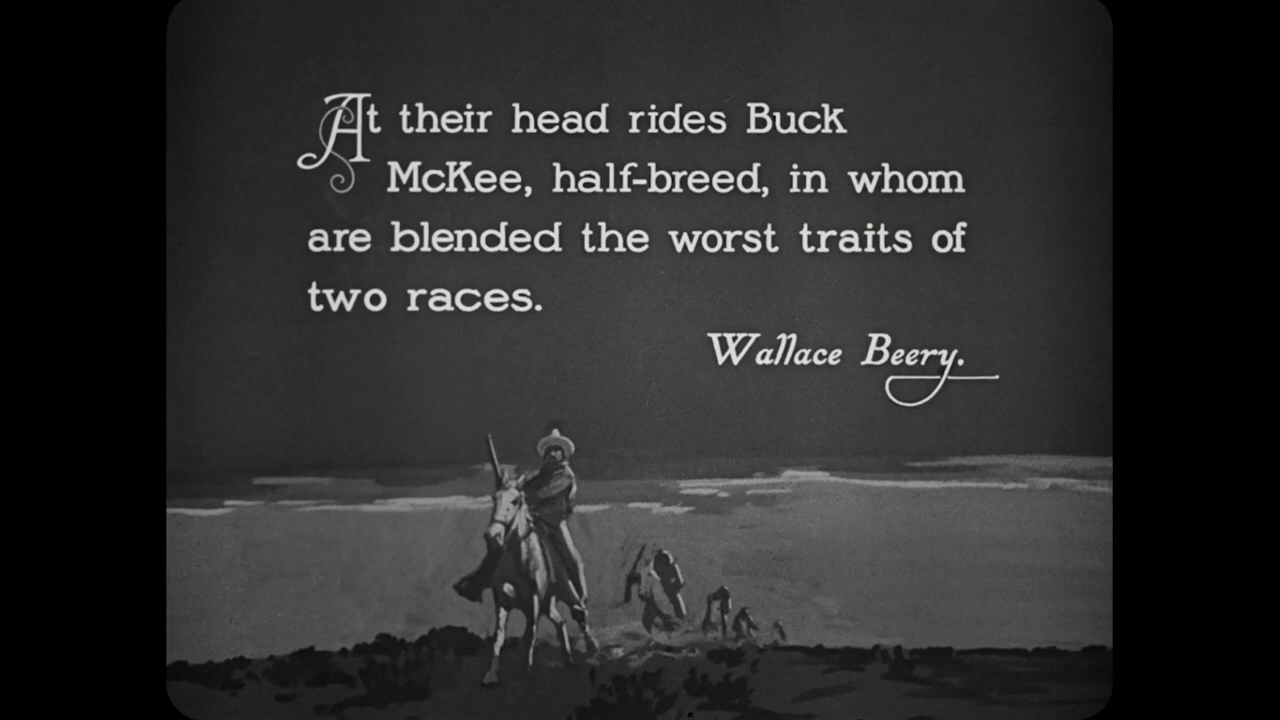 At their head rides Buck
McKee, half-breed, in whom
are blended the worst traits of
two races.
Wallace Beery.